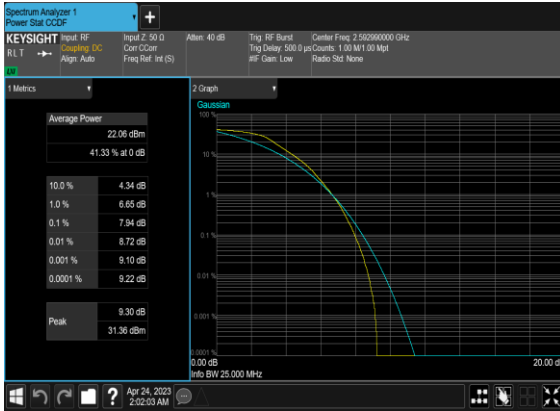 Spectrum Analyzer 1
Power Stat CCDF
KEYSIGHT Input: RF Input Z: 50 Ω Atten: 40 dB Trig: RF Burst Center Freq: 2.592990000 GHz
RLT Coupling: DC Corr CCorr Trig Delay: 500.0 µs Counts: 1.00 M/1.00 Mpt
Align: Auto Freq Ref: Int (S) #IF Gain: Low Radio Std: None
1 Metrics
Average Power
22.06 dBm
41.33 % at 0 dB
10.0 % 4.34 dB
1.0 % 6.65 dB
0.1 % 7.94 dB
0.01 % 8.72 dB
0.001 % 9.10 dB
0.0001 % 9.22 dB
Peak 9.30 dB
31.36 dBm
2 Graph
Gaussian
100 %
10 %
1 %
0.1 %
0.01 %
0.001 %
0.0001 %
0.00 dB 20.00 d
Info BW 25.000 MHz
?
Apr 24, 2023
2:02:03 AM